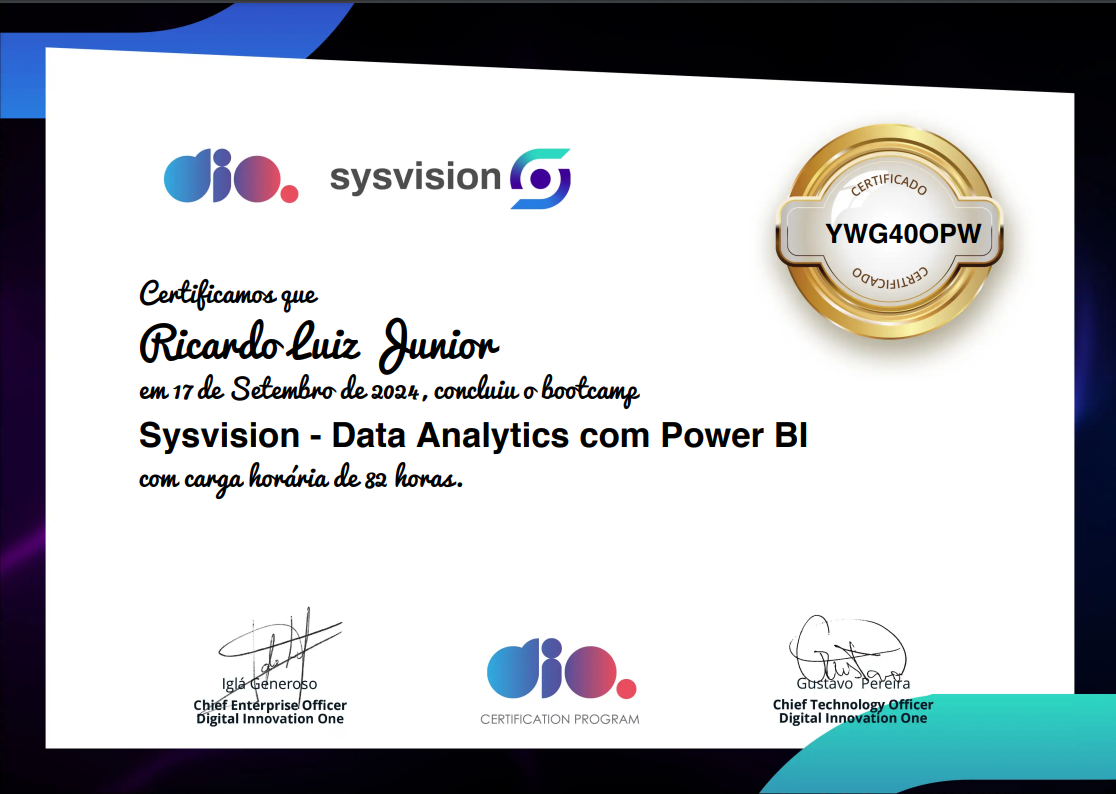 dio.
sysvision
CERTIFICADO
YWG40OPW
CERTIFICADO
Certificamos que
Ricardo Luiz Junior
em 17 de Setembro de 2024, concluiu o bootcamp
Sysvision - Data Analytics com Power BI
com carga horária de 82 horas.
Iglá Generoso
Chief Enterprise Officer
Digital Innovation One
dio.
CERTIFICATION PROGRAM
Gustavo
Gustavo Pereira
Chief Technology Officer
Digital Innovation One